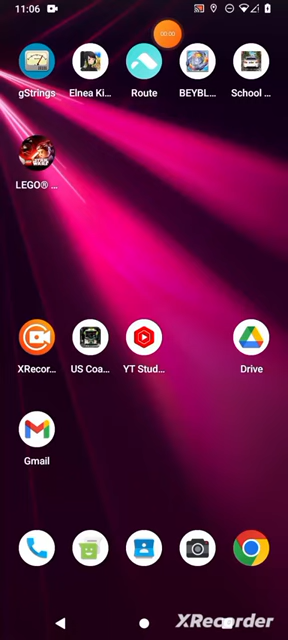 11:06
00:00
gStrings
Elnea Ki...
Route
BEYBL...
School ...
LEGO® ...
XRecor...
US Coa...
YT Stud...
Drive
Gmail
XRecorder